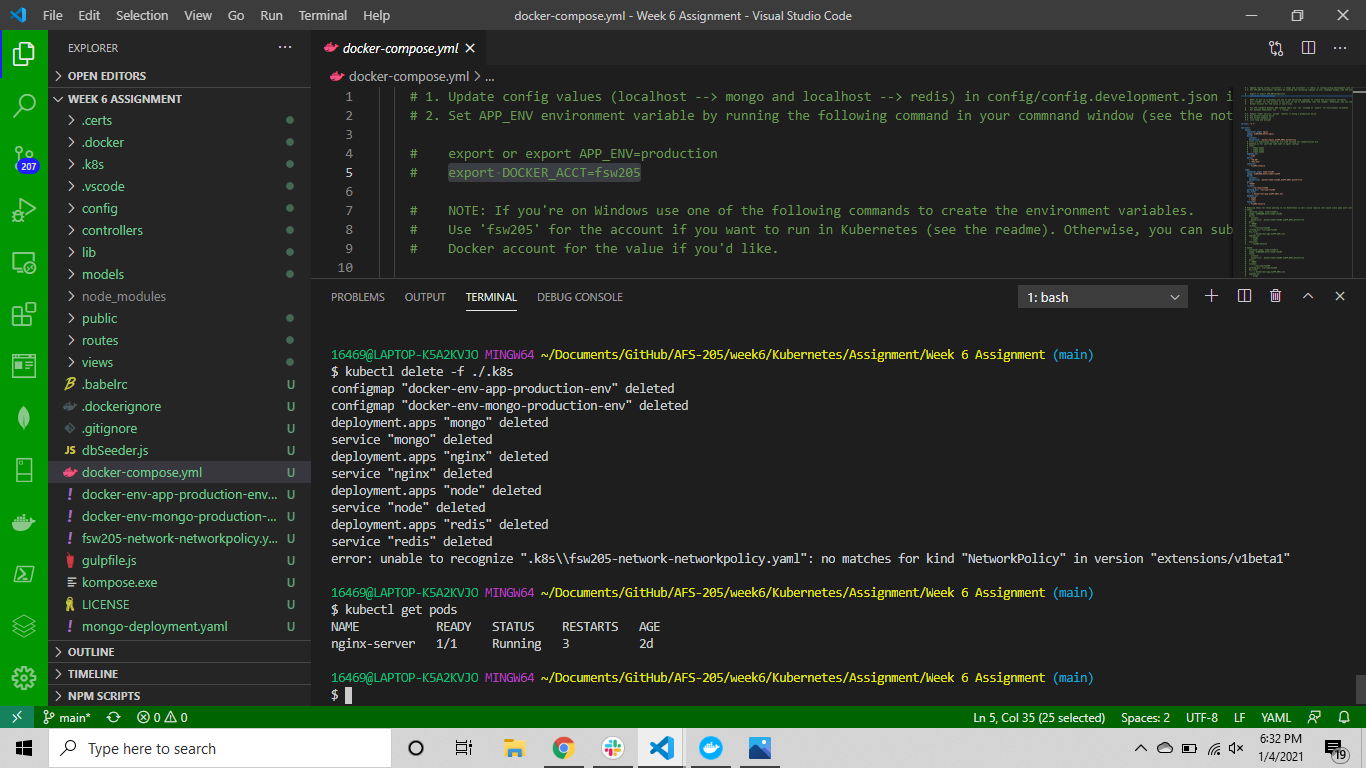 File Edit Selection View Go Run Terminal Help
docker-compose.yml - Week 6 Assignment - Visual Studio Code
EXPLORER
OPEN EDITORS
WEEK 6 ASSIGNMENT
.certs
.docker
.k8s
.vscode
config
controllers
lib
models
node_modules
public
routes
views
.babelrc U
.dockerignore U
.gitignore U
JS dbSeeder.js U
docker-compose.yml U
! docker-env-app-production-env... U
! docker-env-mongo-production-... U
! fsw205-network-networkpolicy.y... U
gulpfile.js U
kompose.exe U
LICENSE U
! mongo-deployment.yaml U
OUTLINE
TIMELINE
NPM SCRIPTS
207
docker-compose.yml
docker-compose.yml > ...
1 # 1. Update config values (localhost --> mongo and localhost --> redis) in config/config.development.json i
2 # 2. Set APP_ENV environment variable by running the following command in your commnand window (see the not
3
4 # export or export APP_ENV=production
5 # export DOCKER_ACCT=fsw205
6
7 # NOTE: If you're on Windows use one of the following commands to create the environment variables.
8 # Use 'fsw205' for the account if you want to run in Kubernetes (see the readme). Otherwise, you can sub
9 # Docker account for the value if you'd like.
10
PROBLEMS OUTPUT TERMINAL DEBUG CONSOLE
1: bash
16469@LAPTOP-K5A2KVJO MINGW64 ~/Documents/GitHub/AFS-205/week6/Kubernetes/Assignment/Week 6 Assignment (main)
$ kubectl delete -f ./.k8s
configmap "docker-env-app-production-env" deleted
configmap "docker-env-mongo-production-env" deleted
deployment.apps "mongo" deleted
service "mongo" deleted
deployment.apps "nginx" deleted
service "nginx" deleted
deployment.apps "node" deleted
service "node" deleted
deployment.apps "redis" deleted
service "redis" deleted
error: unable to recognize ".k8s\\fsw205-network-networkpolicy.yaml": no matches for kind "NetworkPolicy" in version "extensions/v1beta1"
16469@LAPTOP-K5A2KVJO MINGW64 ~/Documents/GitHub/AFS-205/week6/Kubernetes/Assignment/Week 6 Assignment (main)
$ kubectl get pods
NAME READY STATUS RESTARTS AGE
nginx-server 1/1 Running 3 2d
16469@LAPTOP-K5A2KVJO MINGW64 ~/Documents/GitHub/AFS-205/week6/Kubernetes/Assignment/Week 6 Assignment (main)
$
main* 0 0
Ln 5, Col 35 (25 selected) Spaces: 2 UTF-8 LF YAML
Type here to search
6:32 PM
1/4/2021
19